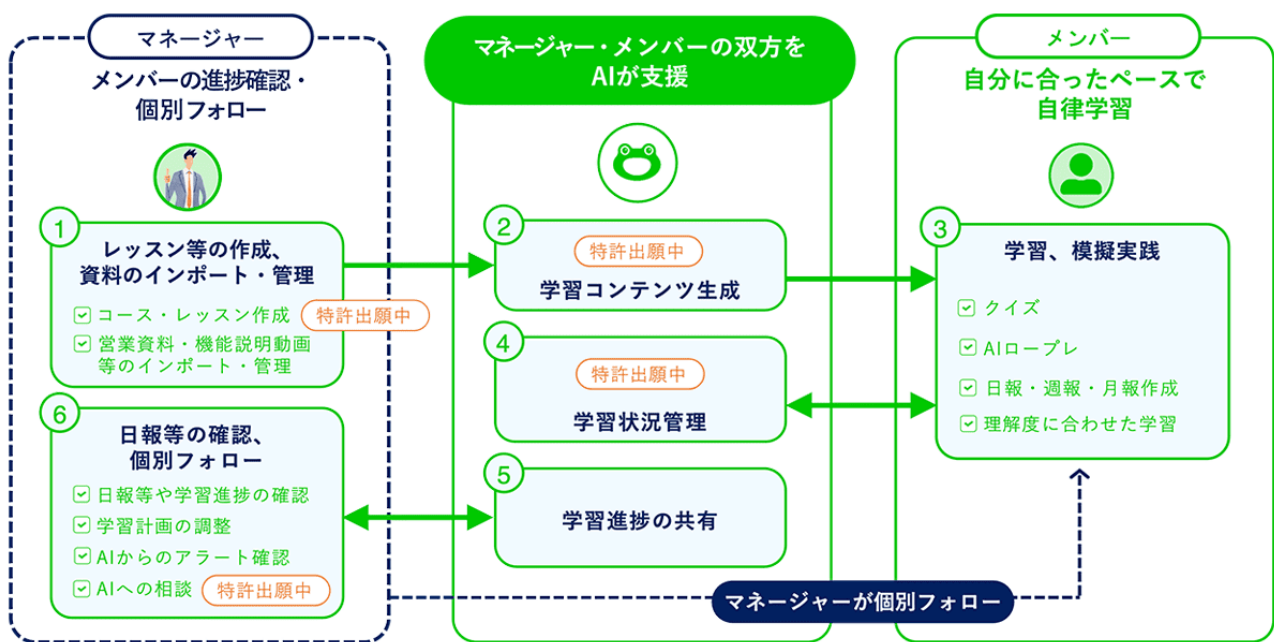 マネージャー
メンバーの進捗確認・
個別フォロー
1
レッスン等の作成、
資料のインポート・管理
コース・レッスン作成
特許出願中
営業資料・機能説明動画
等のインポート・管理
6
日報等の確認、
個別フォロー
日報等や学習進捗の確認
学習計画の調整
AIからのアラート確認
AIへの相談
特許出願中
マネージャー・メンバーの双方を
AIが支援
2
特許出願中
学習コンテンツ生成
4
特許出願中
学習状況管理
5
学習進捗の共有
メンバー
自分に合ったペースで
自律学習
3
学習、模擬実践
クイズ
AIロープレ
日報・週報・月報作成
理解度に合わせた学習
マネージャーが個別フォロー